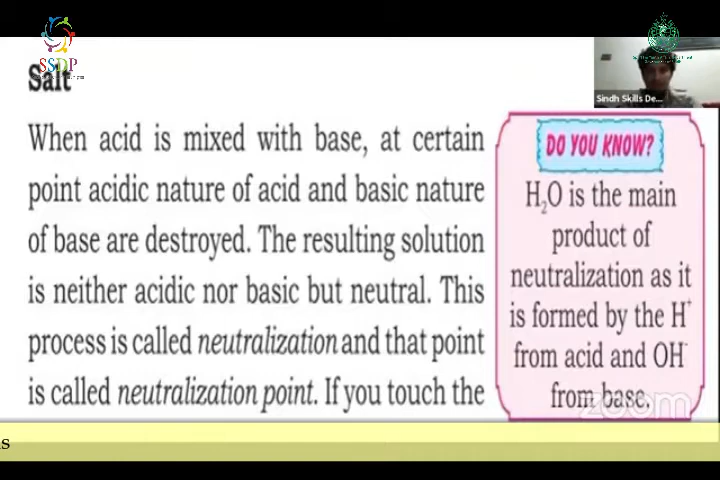 SSDP
Salt
When acid is mixed with base, at certain
point acidic nature of acid and basic nature
of base are destroyed. The resulting solution
is neither acidic nor basic but neutral. This
process is called neutralization and that point
is called neutralization point. If you touch the
Sindh Skills De...
DO YOU KNOW?
H₂O is the main
product of
neutralization as it
is formed by the H⁺
from acid and OH⁻
from base.
zoom
as